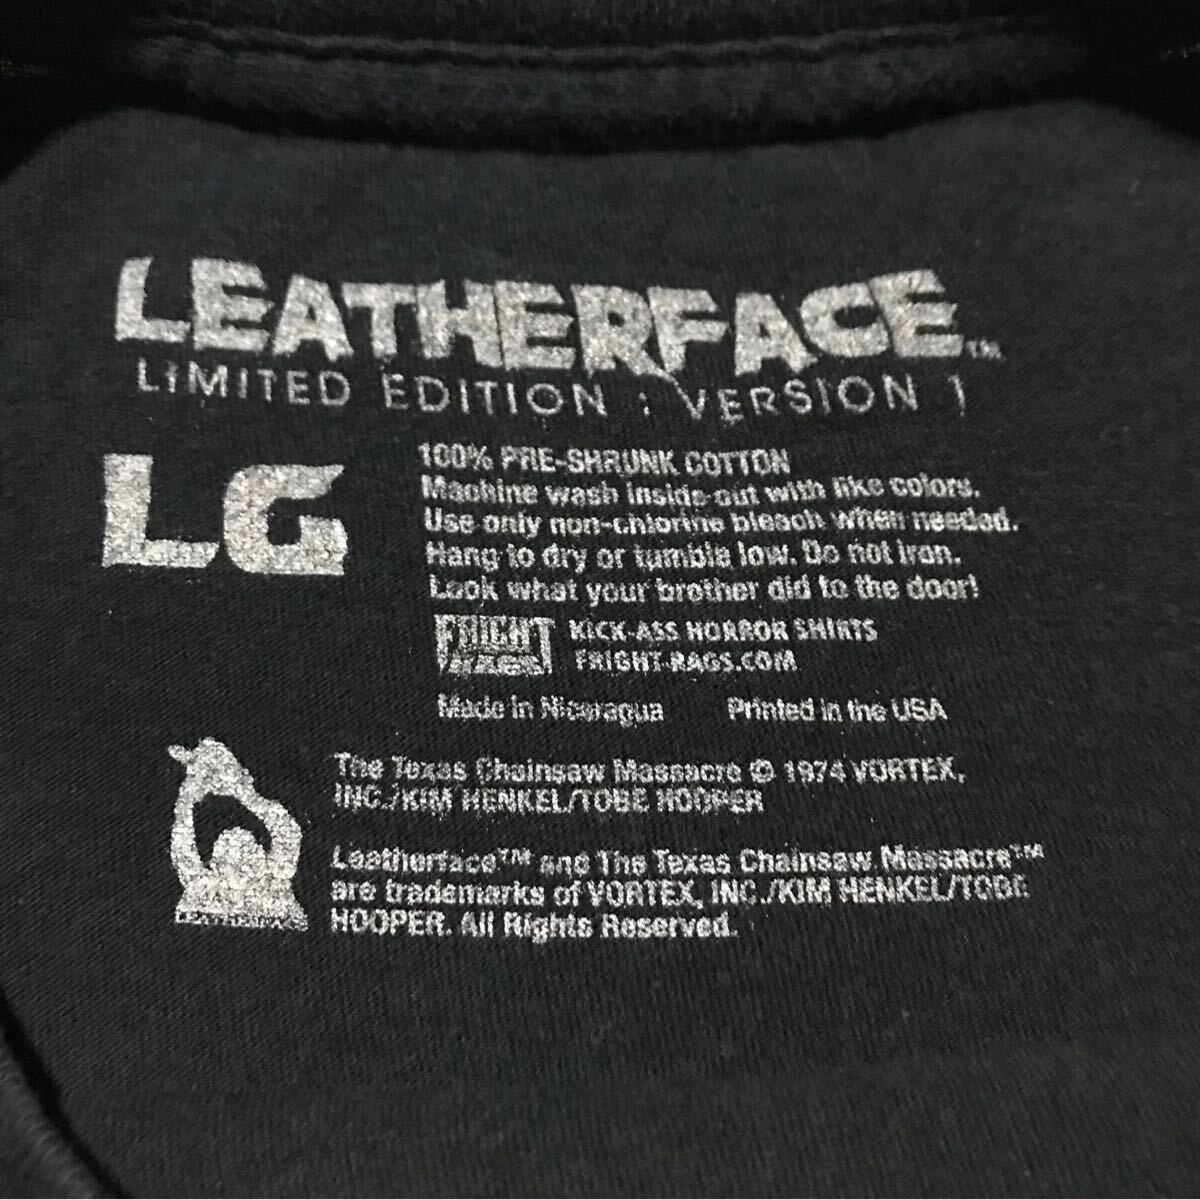 LEATHERFACE™
LIMITED EDITION : VERSION 1
LG
100% PRE-SHRUNK COTTON
Machine wash inside-out with like colors.
Use only non-chlorine bleach when needed.
Hang to dry or tumble low. Do not iron.
Look what your brother did to the door!
FRIGHT
RAGS
KICK-ASS HORROR SHIRTS
FRIGHT-RAGS.COM
Made in Nicaragua Printed in the USA
The Texas Chainsaw Massacre © 1974 VORTEX,
INC./KIM HENKEL/TOBE HOOPER
LEATHERFACE
Leatherface™ and The Texas Chainsaw Massacre™
are trademarks of VORTEX, INC./KIM HENKEL/TOBE
HOOPER. All Rights Reserved.